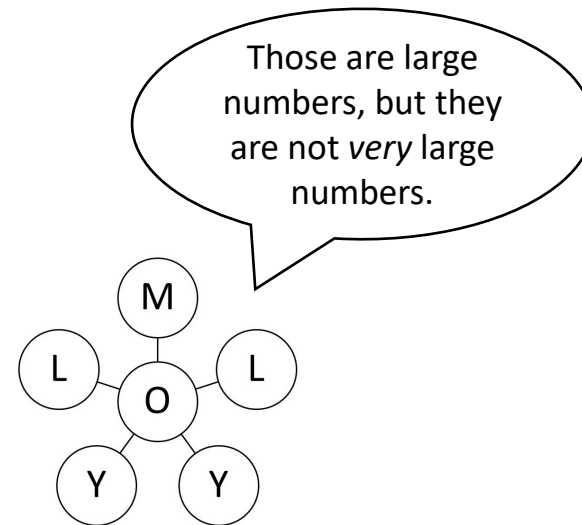 Those are large
numbers, but they
are not very large
numbers.
M
L O L
Y Y